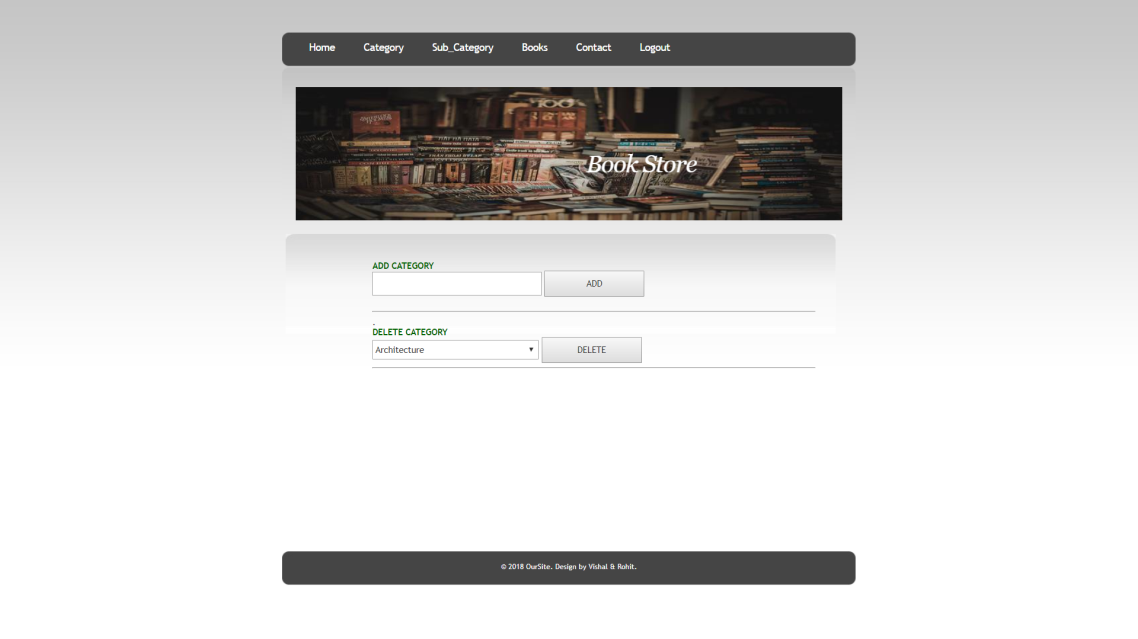 Home Category Sub_Category Books Contact Logout
Book Store
ADD CATEGORY
ADD
.
DELETE CATEGORY
Architecture DELETE
© 2018 OurSite. Design by Vishal & Rohit.